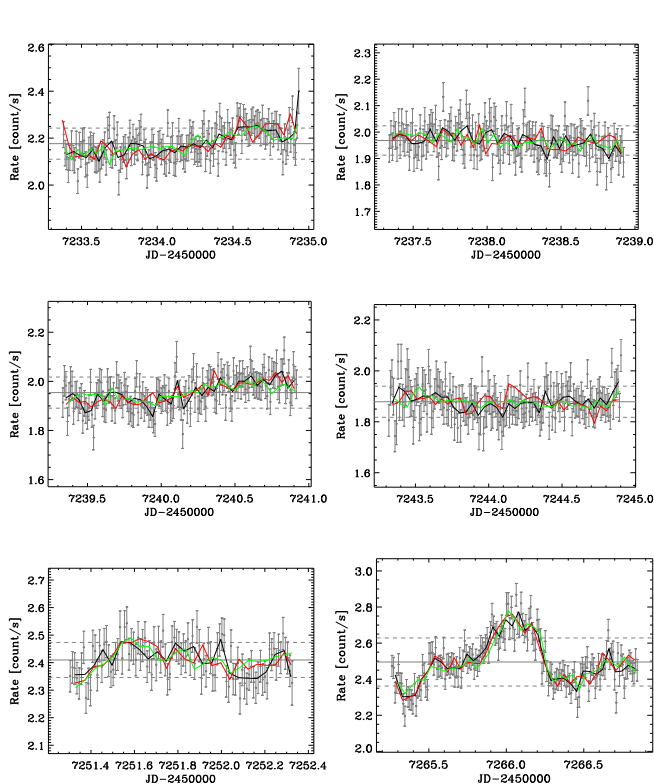 2.6
2.4
2.2
2.0
Rate [count/s]
7233.5 7234.0 7234.5 7235.0
JD-2450000
2.3
2.2
2.1
2.0
1.9
1.8
1.7
Rate [count/s]
7237.5 7238.0 7238.5 7239.0
JD-2450000
2.2
2.0
1.8
1.6
Rate [count/s]
7239.5 7240.0 7240.5 7241.0
JD-2450000
2.2
2.0
1.8
1.6
Rate [count/s]
7243.5 7244.0 7244.5 7245.0
JD-2450000
2.7
2.6
2.5
2.4
2.3
2.2
2.1
Rate [count/s]
7251.4 7251.6 7251.8 7252.0 7252.2 7252.4
JD-2450000
3.0
2.8
2.6
2.4
2.2
2.0
Rate [count/s]
7265.5 7266.0 7266.5
JD-2450000